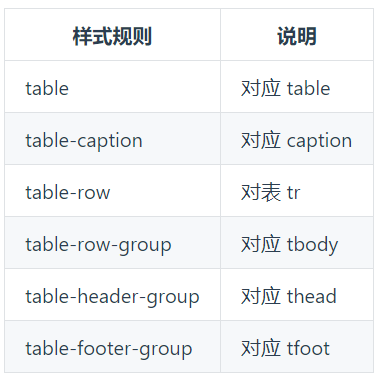 样式规则 说明
table 对应 table
table-caption 对应 caption
table-row 对表 tr
table-row-group 对应 tbody
table-header-group 对应 thead
table-footer-group 对应 tfoot